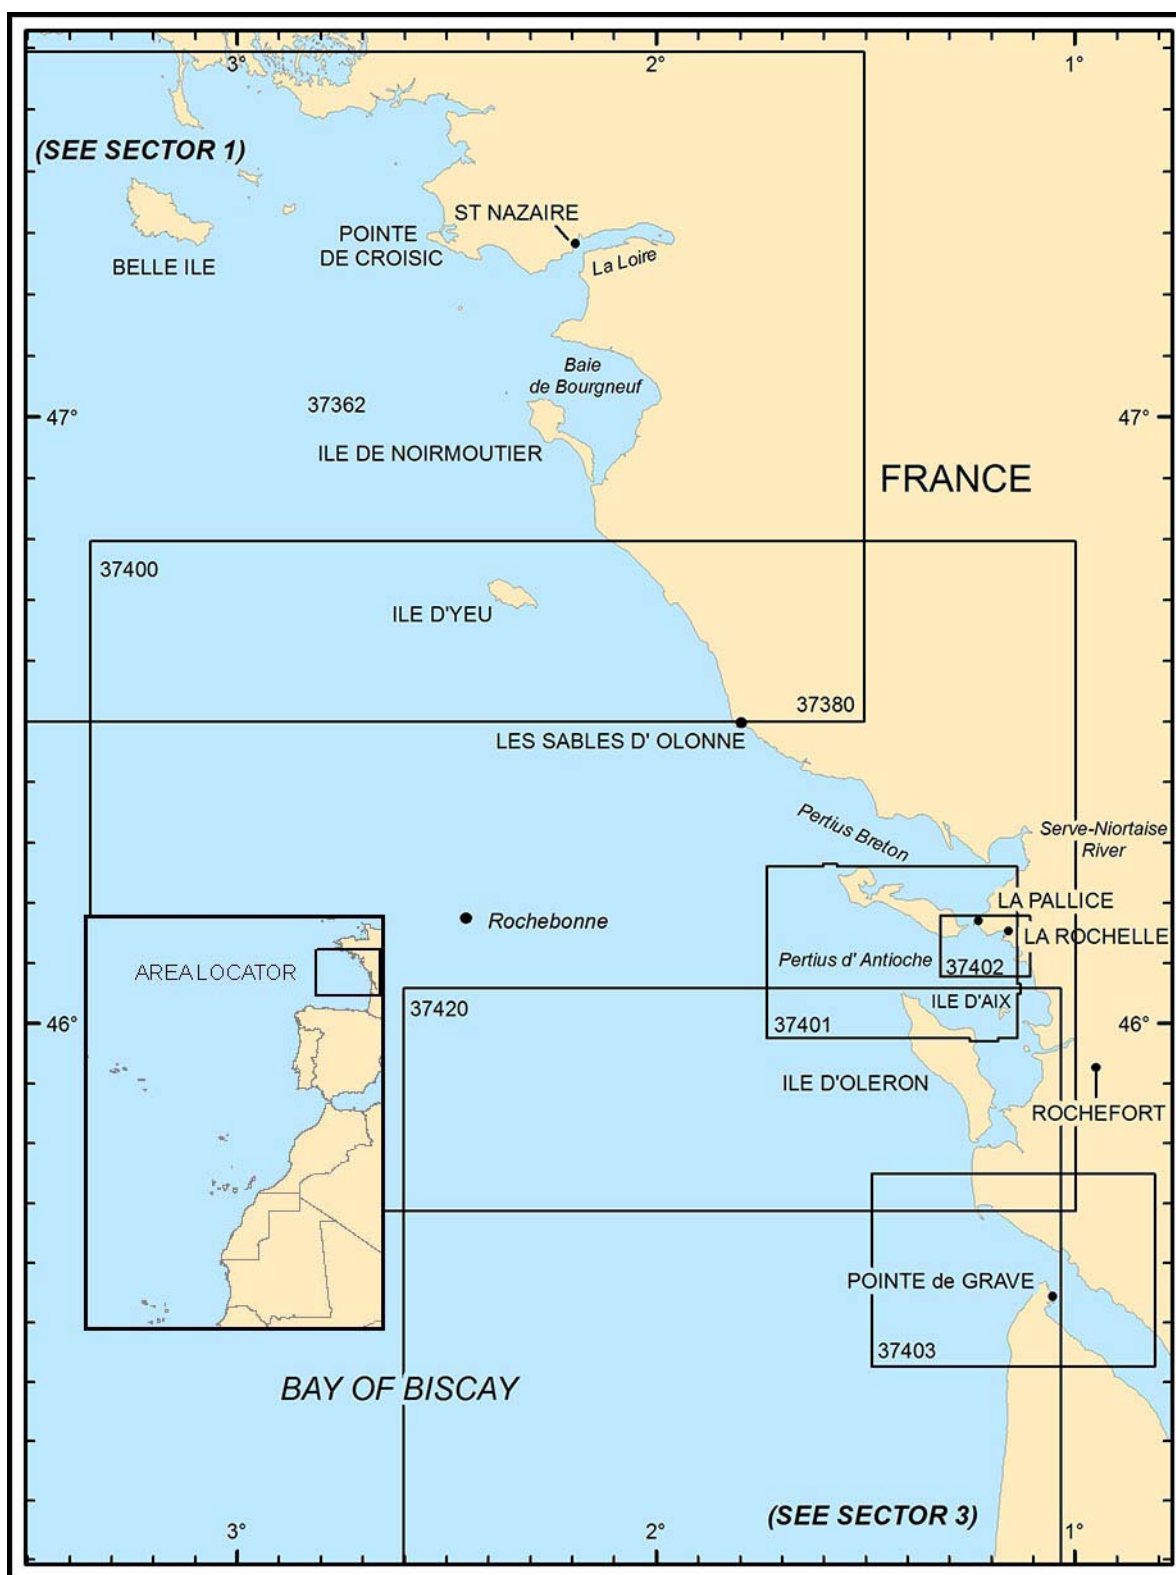 3°
2°
1°
(SEE SECTOR 1)
ST NAZAIRE
POINTE
DE CROISIC
BELLE ILE
La Loire
Baie
de Bourgneuf
37362
47°
47°
ILE DE NOIRMOUTIER
FRANCE
37400
ILE D'YEU
37380
LES SABLES D' OLONNE
Pertius Breton
Serve-Niortaise
River
LA PALLICE
Rochebonne
LA ROCHELLE
Pertius d' Antioche
37402
AREA LOCATOR
ILE D'AIX
37420
37401
46°
46°
ILE D'OLERON
ROCHEFORT
POINTE de GRAVE
37403
BAY OF BISCAY
(SEE SECTOR 3)
3°
2°
1°